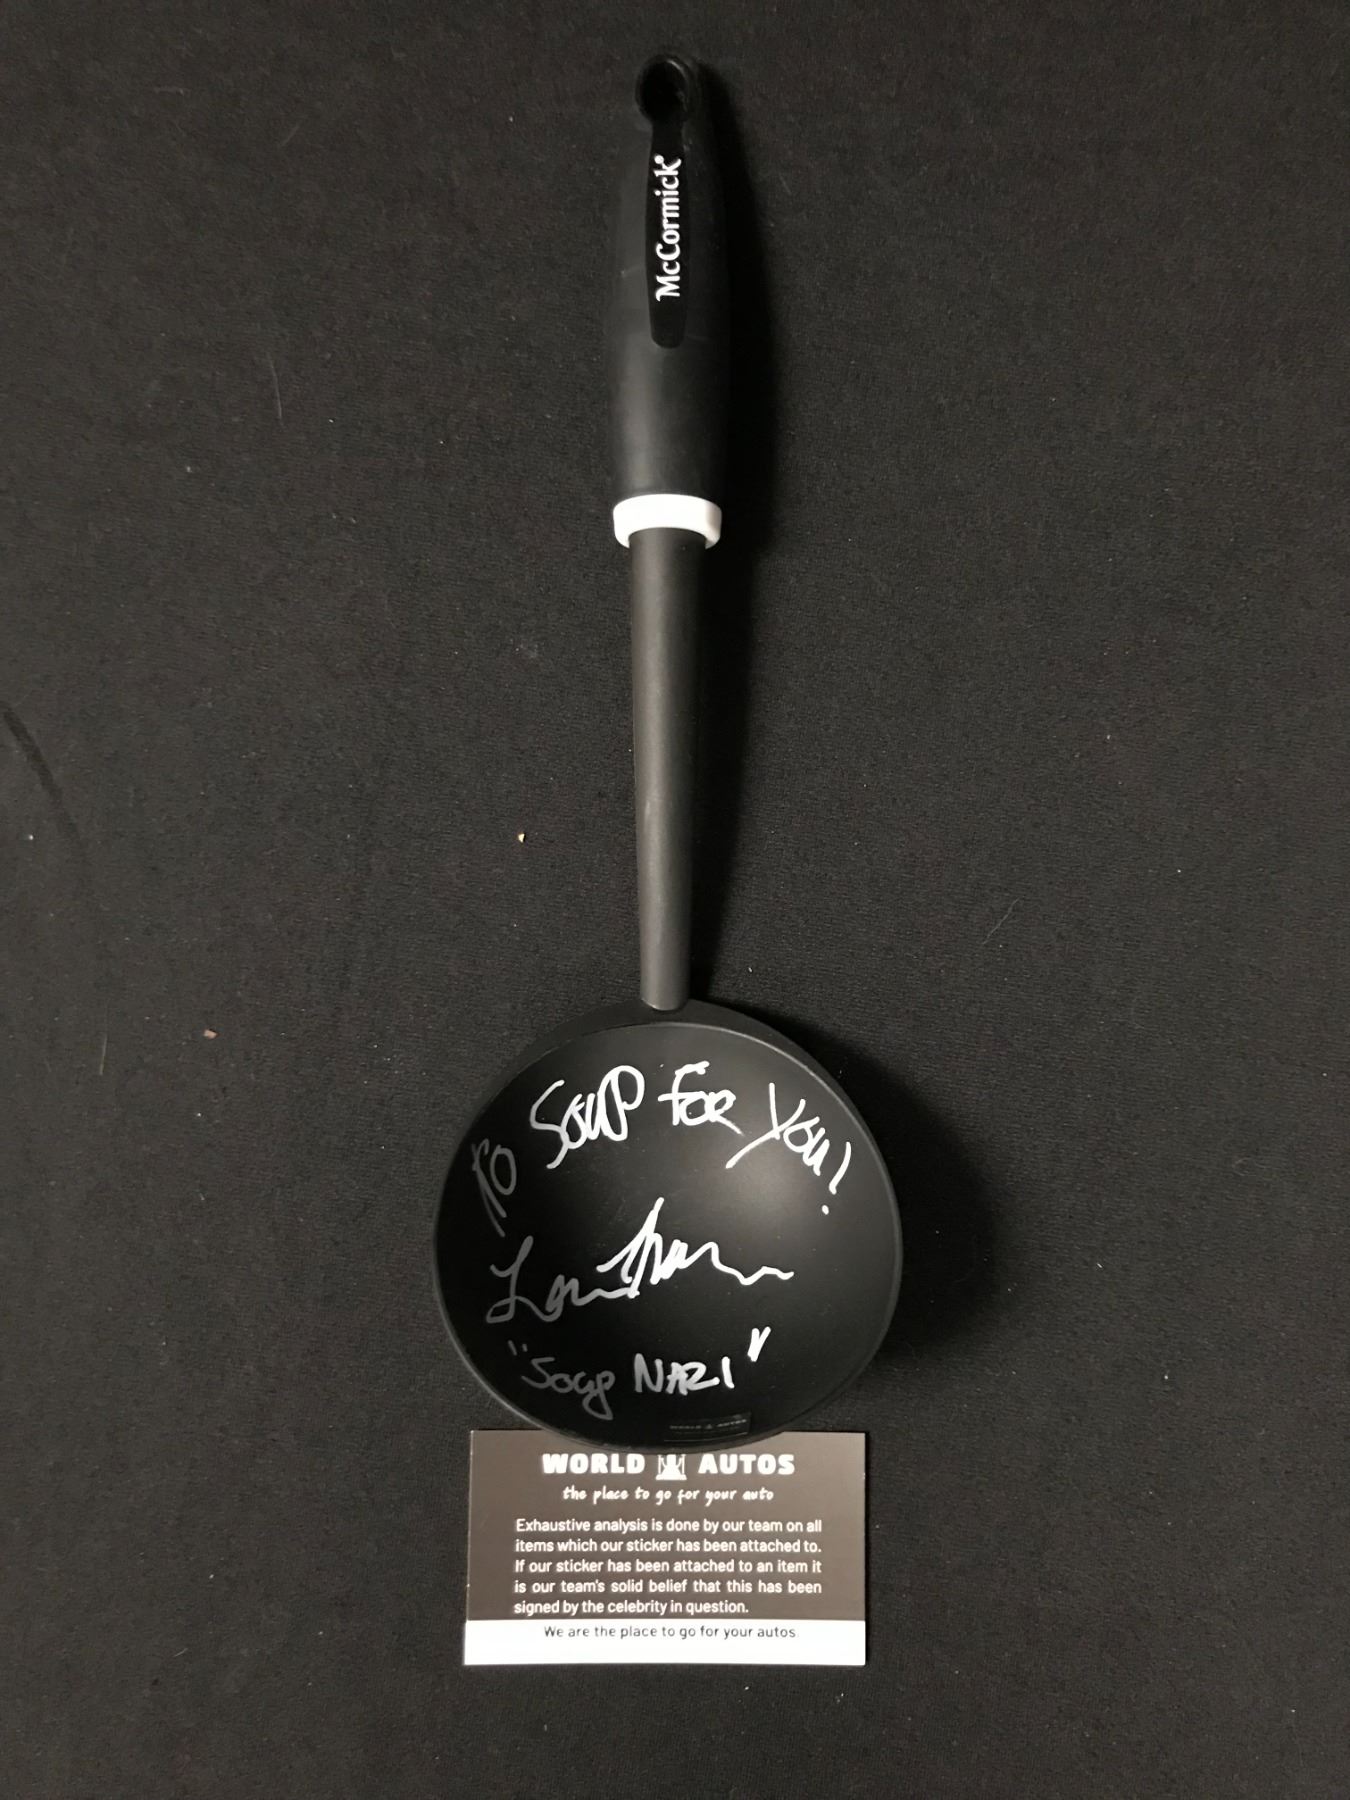 McCormick®
No SOUP FOR YOU!
"Soup NAZI"
WORLD AUTOS
WORLD AUTOS
the place to go for your auto
Exhaustive analysis is done by our team on all
items which our sticker has been attached to.
If our sticker has been attached to an item it
is our team's solid belief that this has been
signed by the celebrity in question.
We are the place to go for your autos